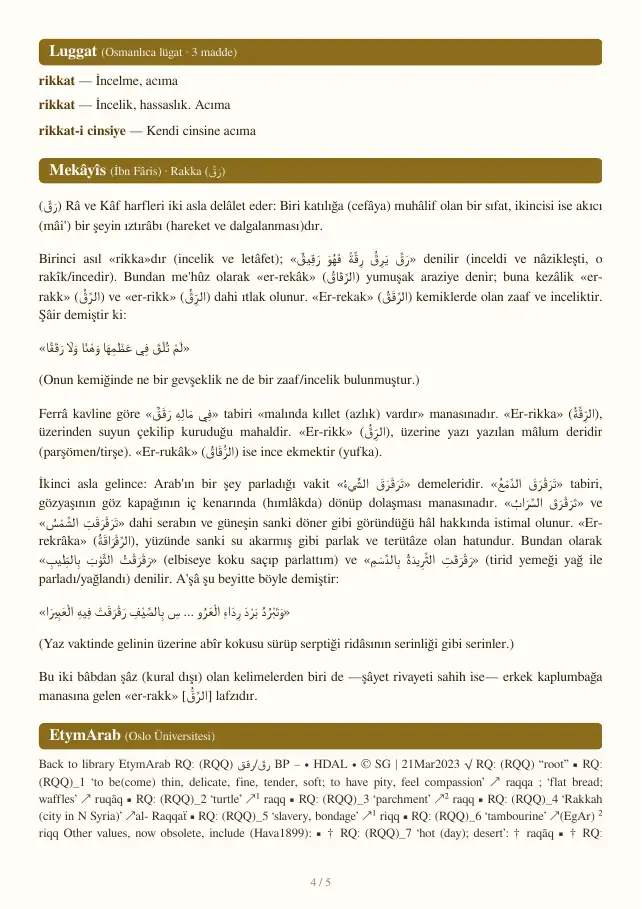 Luggat (Osmanlıca lügat · 3 madde)
rikkat — İncelme, acıma
rikkat — İncelik, hassaslık. Acıma
rikkat-i cinsiye — Kendi cinsine acıma
Mekâyîs (İbn Fâris) · Rakka (رَقَّ)
(رَقَّ) Râ ve Kâf harfleri iki asla delâlet eder: Biri katılığa (cefâya) muhâlif olan bir sıfat, ikincisi ise akıcı
(mâi') bir şeyin ıztırâbı (hareket ve dalgalanması)dır.
Birinci asıl «rikka»dır (incelik ve letâfet); «رَقَّ يَرِقُّ رِقَّةً فَهُوَ رَقِيقٌ» denilir (inceldi ve nâzikleşti, o
rakîk/incedir). Bundan me'hûz olarak «er-rekâk» (الرَّقَاقُ) yumuşak araziye denir; buna kezâlik «er-
rakk» (الرَّقُّ) ve «er-rikk» (الرِّقُّ) dahi ıtlak olunur. «Er-rekak» (الرَّقَقُ) kemiklerde olan zaaf ve inceliktir.
Şâir demiştir ki:
«لَمْ تُلْقَ فِي عَظْمِهَا وَهْنًا وَلَا رَقَقَا»
(Onun kemiğinde ne bir gevşeklik ne de bir zaaf/incelik bulunmuştur.)
Ferrâ kavline göre «فِي مَالِهِ رَقَقٌ» tabiri «malında kıllet (azlık) vardır» manasınadır. «Er-rikka» (الرِّقَّةُ),
üzerinden suyun çekilip kuruduğu mahaldir. «Er-rikk» (الرِّقُّ), üzerine yazı yazılan mâlum deridir
(parşömen/tirşe). «Er-rukâk» (الرُّقَاقُ) ise ince ekmektir (yufka).
İkinci asla gelince: Arab'ın bir şey parladığı vakit «تَرَقْرَقَ الشَّيْءُ» demeleridir. «تَرَقْرَقَ الدَّمْعُ» tabiri,
gözyaşının göz kapağının iç kenarında (hımlâkda) dönüp dolaşması manasınadır. «تَرَقْرَقَ السَّرَابُ» ve
«تَرَقْرَقَتِ الشَّمْسُ» dahi serabın ve güneşin sanki döner gibi göründüğü hâl hakkında istimal olunur. «Er-
rekrâka» (الرَّقْرَاقَةُ), yüzünde sanki su akarmış gibi parlak ve terütâze olan hatundur. Bundan olarak
«رَقْرَقْتُ الثَّوْبَ بِالطِّيبِ» (elbiseye koku saçıp parlattım) ve «رَقْرَقَتِ الثَّرِيدَةُ بِالدَّسَمِ» (tirid yemeği yağ ile
parladı/yağlandı) denilir. A'şâ şu beyitte böyle demiştir:
«وَتَبْرُدُ بَرْدَ رِدَاءِ الْعَرُو ... سِ بِالصَّيْفِ رَقْرَقْتَ فِيهِ الْعَبِيرَا»
(Yaz vaktinde gelinin üzerine abîr kokusu sürüp serptiği ridâsının serinliği gibi serinler.)
Bu iki bâbdan şâz (kural dışı) olan kelimelerden biri de —şâyet rivayeti sahih ise— erkek kaplumbağa
manasına gelen «er-rakk» [الرَّقُّ] lafzıdır.
EtymArab (Oslo Üniversitesi)
Back to library EtymArab RQ: (RQQ) رق/رقق BP – • HDAL • © SG | 21Mar2023 √ RQ: (RQQ) “root” ▪ RQ:
(RQQ)_1 ‘to be(come) thin, delicate, fine, tender, soft; to have pity, feel compassion’ ↗ raqqa ; ‘flat bread;
waffles’ ↗ ruqāq ▪ RQ: (RQQ)_2 ‘turtle’ ↗¹ raqq ▪ RQ: (RQQ)_3 ‘parchment’ ↗² raqq ▪ RQ: (RQQ)_4 ‘Rakkah
(city in N Syria)’ ↗al- Raqqaẗ ▪ RQ: (RQQ)_5 ‘slavery, bondage’ ↗¹ riqq ▪ RQ: (RQQ)_6 ‘tambourine’ ↗(EgAr) ²
riqq Other values, now obsolete, include (Hava1899): ▪ † RQ: (RQQ)_7 ‘hot (day); desert’: † raqāq ▪ † RQ:
4 / 5